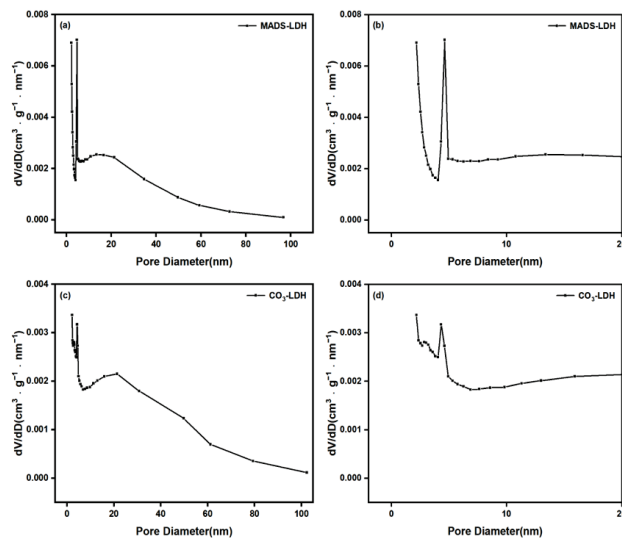 (a)
MADS-LDH
dV/dD(cm³ · g⁻¹ · nm⁻¹)
0.008
0.006
0.004
0.002
0.000
0 20 40 60 80 100
Pore Diameter(nm)
(b)
MADS-LDH
dV/dD(cm³ · g⁻¹ · nm⁻¹)
0.008
0.006
0.004
0.002
0.000
0 10 2
Pore Diameter(nm)
(c)
CO₃-LDH
dV/dD(cm³ · g⁻¹ · nm⁻¹)
0.004
0.003
0.002
0.001
0.000
0 20 40 60 80 100
Pore Diameter(nm)
(d)
CO₃-LDH
dV/dD(cm³ · g⁻¹ · nm⁻¹)
0.004
0.003
0.002
0.001
0.000
0 10 2
Pore Diameter(nm)